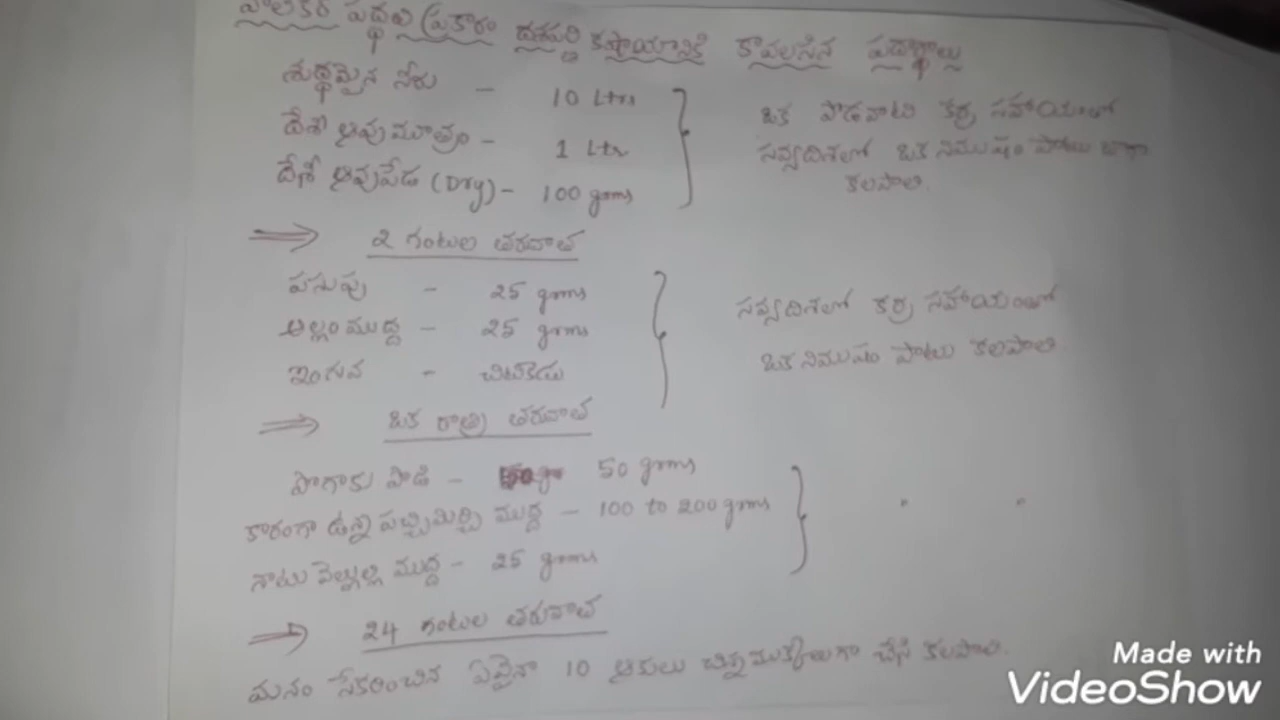 పాలేకర్ పద్ధతి ప్రకారం దశపర్ణి కషాయానికి కావలసిన పదార్థాలు
శుద్ధమైన నీరు - 10 Ltrs
దేశీ ఆవు మూత్రం - 1 Ltr
దేశీ ఆవుపేడ (Dry) - 100 grms
ఒక పొడవాటి కర్ర సహాయంతో
సవ్యదిశలో ఒక నిముషం పాటు బాగా
కలపాలి.
⇒ 2 గంటల తరువాత
పసుపు - 25 grms
అల్లం ముద్ద - 25 grms
ఇంగువ - చిటికెడు
సవ్యదిశలో కర్ర సహాయంతో
ఒక నిముషం పాటు కలపాలి
⇒ ఒక రాత్రి తరువాత
పొగాకు పొడి - 50 grms
కారంగా ఉన్న పచ్చిమిర్చి ముద్ద - 100 to 200 grms
నాటు వెల్లుల్లి ముద్ద - 25 grms
⇒ 24 గంటల తరువాత
మనం సేకరించిన ఏవైనా 10 ఆకులు చిన్నముక్కలుగా చేసి కలపాలి.
Made with
VideoShow